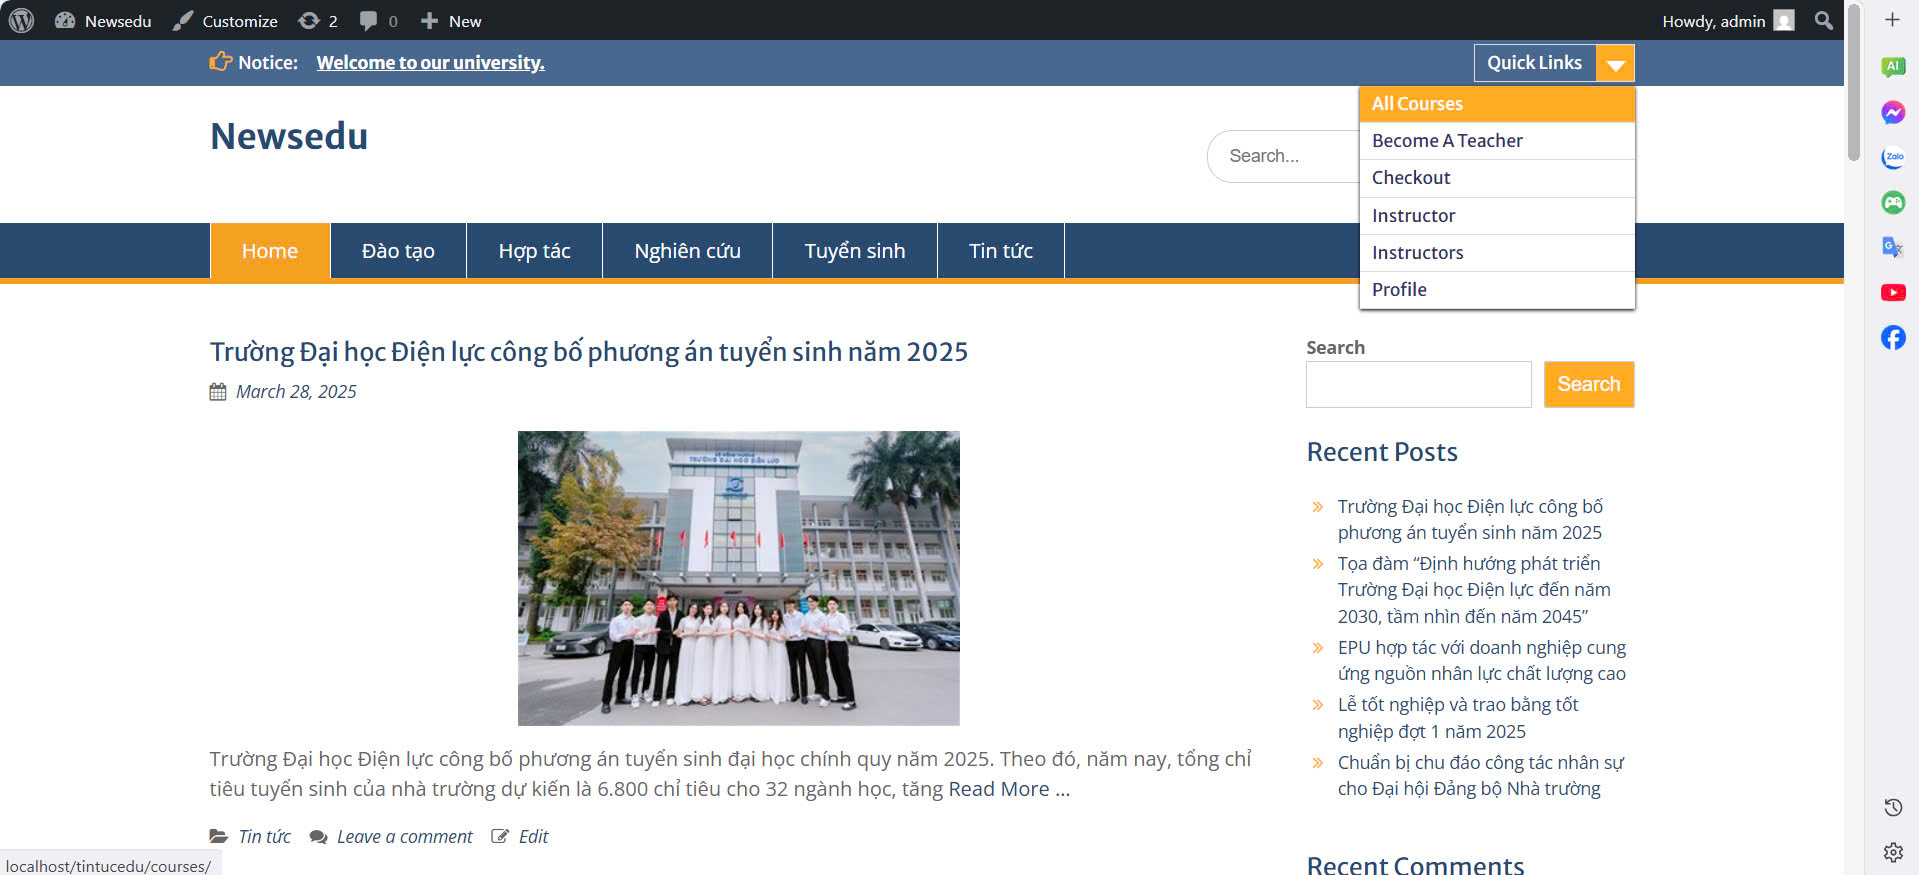 Newsedu
Customize
2
0
New
Howdy, admin
AI
Notice:
Welcome to our university.
Quick Links
All Courses
Become A Teacher
Checkout
Instructor
Instructors
Profile
Newsedu
Search...
Zalo
Home
Đào tạo
Hợp tác
Nghiên cứu
Tuyển sinh
Tin tức
Trường Đại học Điện lực công bố phương án tuyển sinh năm 2025
March 28, 2025
TRƯỜNG ĐẠI HỌC ĐIỆN LỰC
Trường Đại học Điện lực công bố phương án tuyển sinh đại học chính quy năm 2025. Theo đó, năm nay, tổng chỉ
tiêu tuyển sinh của nhà trường dự kiến là 6.800 chỉ tiêu cho 32 ngành học, tăng Read More ...
Tin tức
Leave a comment
Edit
Search
Search
Recent Posts
Trường Đại học Điện lực công bố
phương án tuyển sinh năm 2025
Tọa đàm “Định hướng phát triển
Trường Đại học Điện lực đến năm
2030, tầm nhìn đến năm 2045”
EPU hợp tác với doanh nghiệp cung
ứng nguồn nhân lực chất lượng cao
Lễ tốt nghiệp và trao bằng tốt
nghiệp đợt 1 năm 2025
Chuẩn bị chu đáo công tác nhân sự
cho Đại hội Đảng bộ Nhà trường
Recent Comments
localhost/tintucedu/courses/